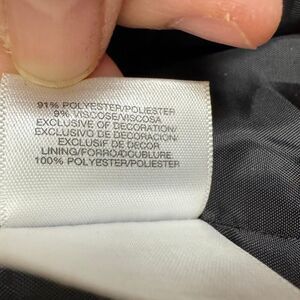 91% POLYESTER/POLIESTER
9% VISCOSE/VISCOSA
EXCLUSIVE OF DECORATION/
EXCLUSIVO DE DECORACION/
EXCLUSIF DE DECOR
LINING/FORRO/DOUBLURE:
100% POLYESTER/POLIESTER